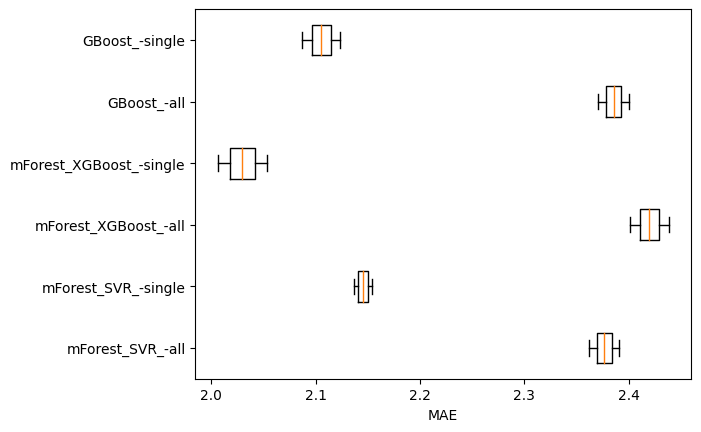 GBoost_-single
GBoost_-all
mForest_XGBoost_-single
mForest_XGBoost_-all
mForest_SVR_-single
mForest_SVR_-all
2.0 2.1 2.2 2.3 2.4
MAE